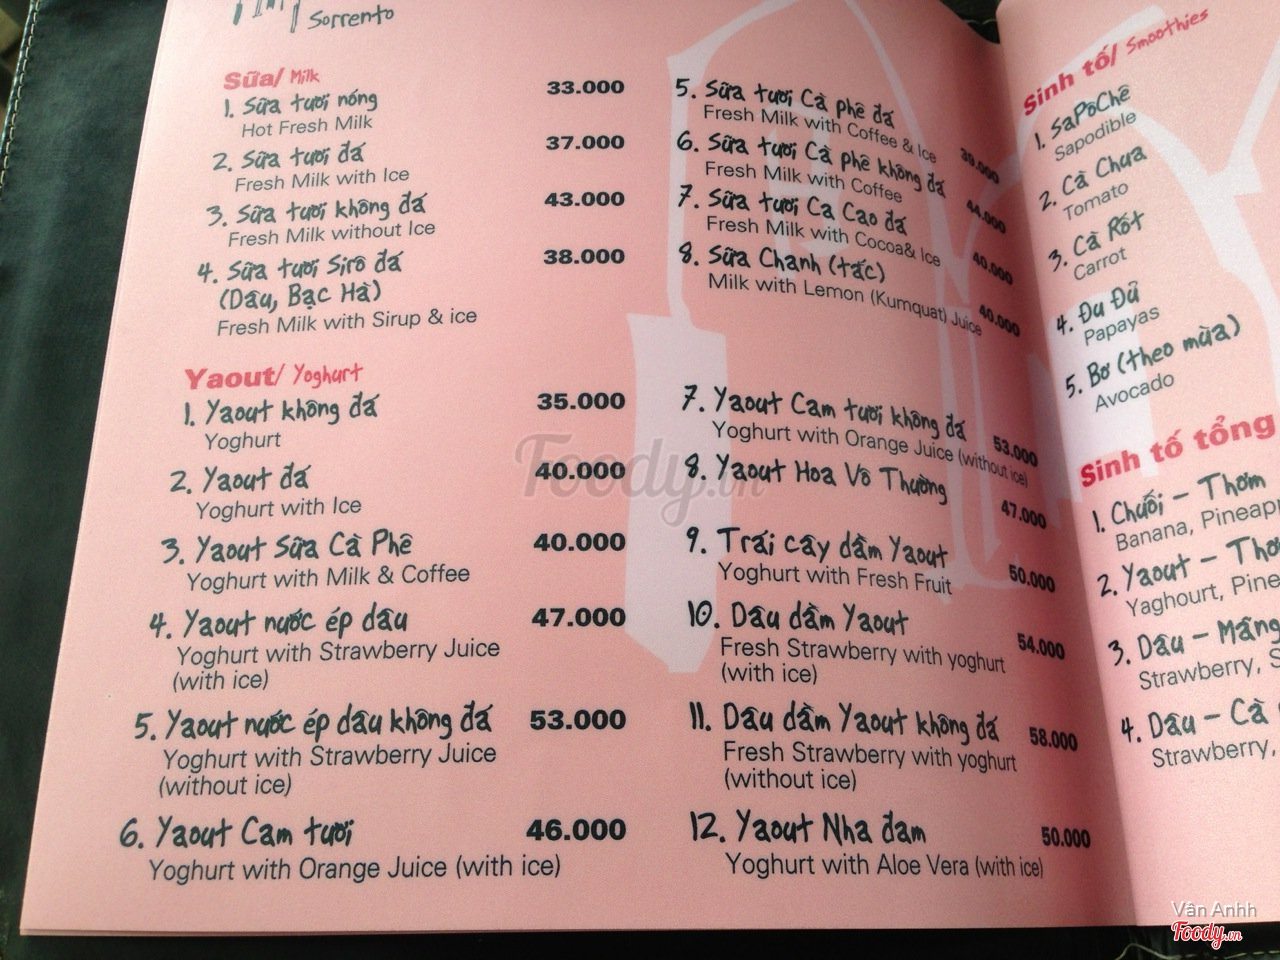 Sorrento
Sữa/ Milk
1. Sữa tươi nóng 33.000
Hot Fresh Milk
2. Sữa tươi đá 37.000
Fresh Milk with Ice
3. Sữa tươi không đá 43.000
Fresh Milk without Ice
4. Sữa tươi Sirô đá 38.000
(Dâu, Bạc Hà)
Fresh Milk with Sirup & ice
5. Sữa tươi Cà phê đá
Fresh Milk with Coffee & Ice 39.000
6. Sữa tươi Cà phê không đá
Fresh Milk with Coffee 44.000
7. Sữa tươi Ca Cao đá
Fresh Milk with Cocoa& Ice 40.000
8. Sữa Chanh (tắc)
Milk with Lemon (Kumquat) Juice 40.000
Yaout/ Yoghurt
1. Yaout không đá 35.000
Yoghurt
2. Yaout đá 40.000
Yoghurt with Ice
3. Yaout Sữa Cà Phê 40.000
Yoghurt with Milk & Coffee
4. Yaout nước ép dâu 47.000
Yoghurt with Strawberry Juice
(with ice)
5. Yaout nước ép dâu không đá 53.000
Yoghurt with Strawberry Juice
(without ice)
6. Yaout Cam tươi 46.000
Yoghurt with Orange Juice (with ice)
7. Yaout Cam tươi không đá 53.000
Yoghurt with Orange Juice (without ice)
8. Yaout Hoa Vô Thường 47.000
9. Trái cây dầm Yaout
Yoghurt with Fresh Fruit 50.000
10. Dâu dầm Yaout 54.000
Fresh Strawberry with yoghurt
(with ice)
11. Dâu dầm Yaout không đá 58.000
Fresh Strawberry with yoghurt
(without ice)
12. Yaout Nha đam 50.000
Yoghurt with Aloe Vera (with ice)
Sinh tố/ Smoothies
1. SaPôChê
Sapodible
2. Cà Chua
Tomato
3. Cà Rốt
Carrot
4. Đu Đủ
Papayas
5. Bơ (theo mùa)
Avocado
Sinh tố tổng
1. Chuối - Thơm
Banana, Pineapp
2. Yaout - Thơ
Yaghourt, Pine
3. Dâu - Mãng
Strawberry, S
4. Dâu - Cà
Strawberry,
Foody.vn
Vân Anhh
Foody.vn